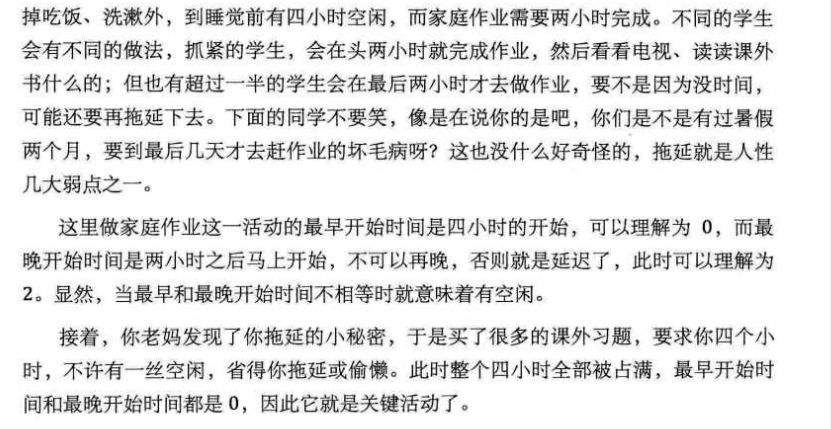 掉吃饭、洗漱外，到睡觉前有四小时空闲，而家庭作业需要两小时完成。不同的学生
会有不同的做法，抓紧的学生，会在头两小时就完成作业，然后看看电视、读读课外
书什么的；但也有超过一半的学生会在最后两小时才去做作业，要不是因为没时间，
可能还要再拖延下去。下面的同学不要笑，像是在说你的是吧，你们是不是有过暑假
两个月，要到最后几天才去赶作业的坏毛病呀？这也没什么好奇怪的，拖延就是人性
几大弱点之一。
这里做家庭作业这一活动的最早开始时间是四小时的开始，可以理解为 0，而最
晚开始时间是两小时之后马上开始，不可以再晚，否则就是延迟了，此时可以理解为
2。显然，当最早和最晚开始时间不相等时就意味着有空闲。
接着，你老妈发现了你拖延的小秘密，于是买了很多的课外习题，要求你四个小
时，不许有一丝空闲，省得你拖延或偷懒。此时整个四小时全部被占满，最早开始时
间和最晚开始时间都是 0，因此它就是关键活动了。